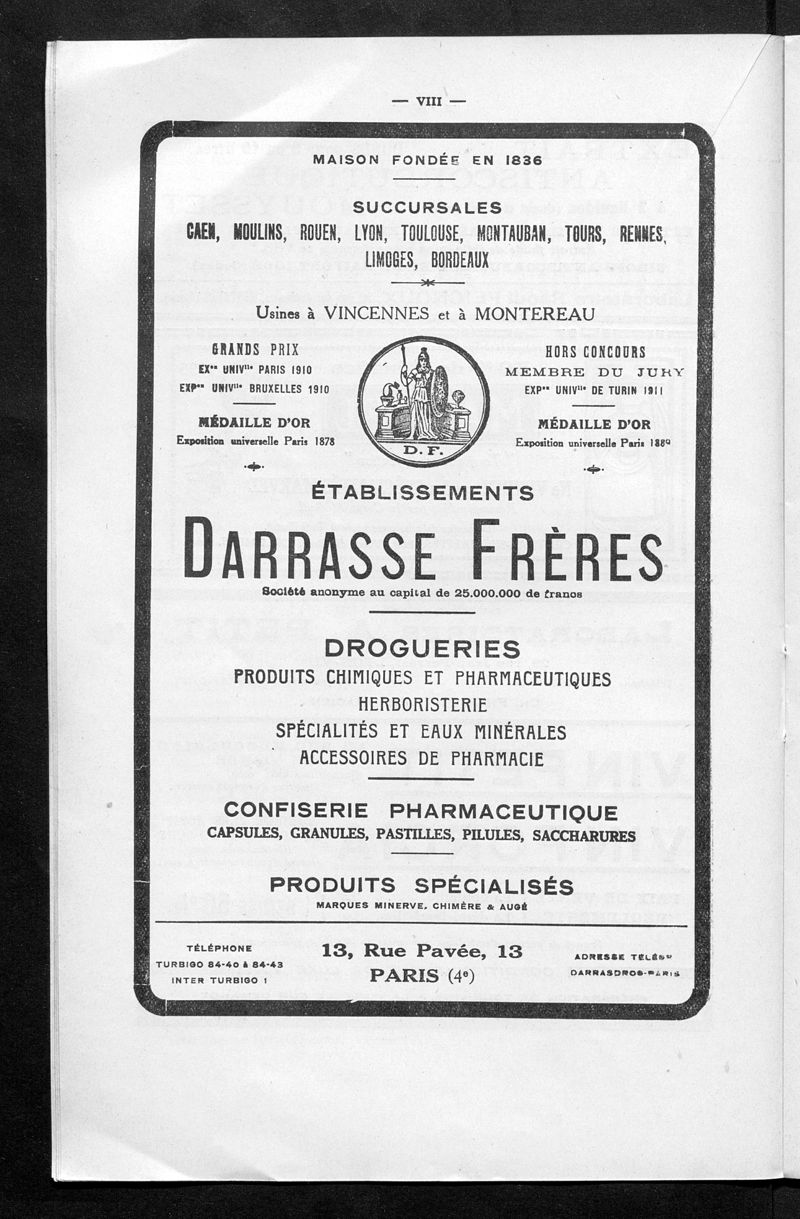 — VIII —
MAISON FONDÉE EN 1836
SUCCURSALES
CAEN, MOULINS, ROUEN, LYON, TOULOUSE, MONTAUBAN, TOURS, RENNES,
LIMOGES, BORDEAUX
Usines à VINCENNES et à MONTEREAU
GRANDS PRIX
EXᵒⁿ UNIVˡˡᵉ PARIS 1910
EXPᵒⁿ UNIVˡˡᵉ BRUXELLES 1910
MÉDAILLE D'OR
Exposition universelle Paris 1878
D. F.
HORS CONCOURS
MEMBRE DU JURY
EXPᵒⁿ UNIVˡˡᵉ DE TURIN 1911
MÉDAILLE D'OR
Exposition universelle Paris
ÉTABLISSEMENTS
DARRASSE FRÈRES
Société anonyme au capital de 25.000.000 de francs
DROGUERIES
PRODUITS CHIMIQUES ET PHARMACEUTIQUES
HERBORISTERIE
SPÉCIALITÉS ET EAUX MINÉRALES
ACCESSOIRES DE PHARMACIE
CONFISERIE PHARMACEUTIQUE
CAPSULES, GRANULES, PASTILLES, PILULES, SACCHARURES
PRODUITS SPÉCIALISÉS
MARQUES MINERVE, CHIMÈRE & AUGÉ
TÉLÉPHONE
TURBIGO 84-40 à 84-43
INTER TURBIGO 1
13, Rue Pavée, 13
PARIS (4ᵉ)
ADRESSE TÉLÉGʳ
DARRASDROS-PARIS